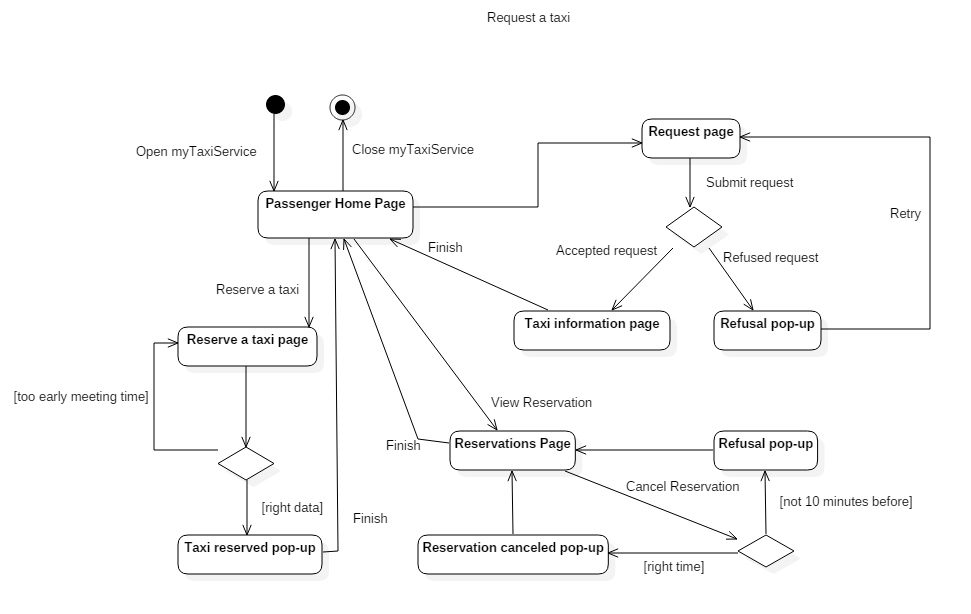 Request a taxi
Open myTaxiService
Close myTaxiService
Request page
Submit request
Passenger Home Page
Retry
Finish
Accepted request
Refused request
Reserve a taxi
Taxi information page
Refusal pop-up
Reserve a taxi page
[too early meeting time]
View Reservation
Finish
Reservations Page
Refusal pop-up
Cancel Reservation
[not 10 minutes before]
[right data]
Finish
Taxi reserved pop-up
Reservation canceled pop-up
[right time]